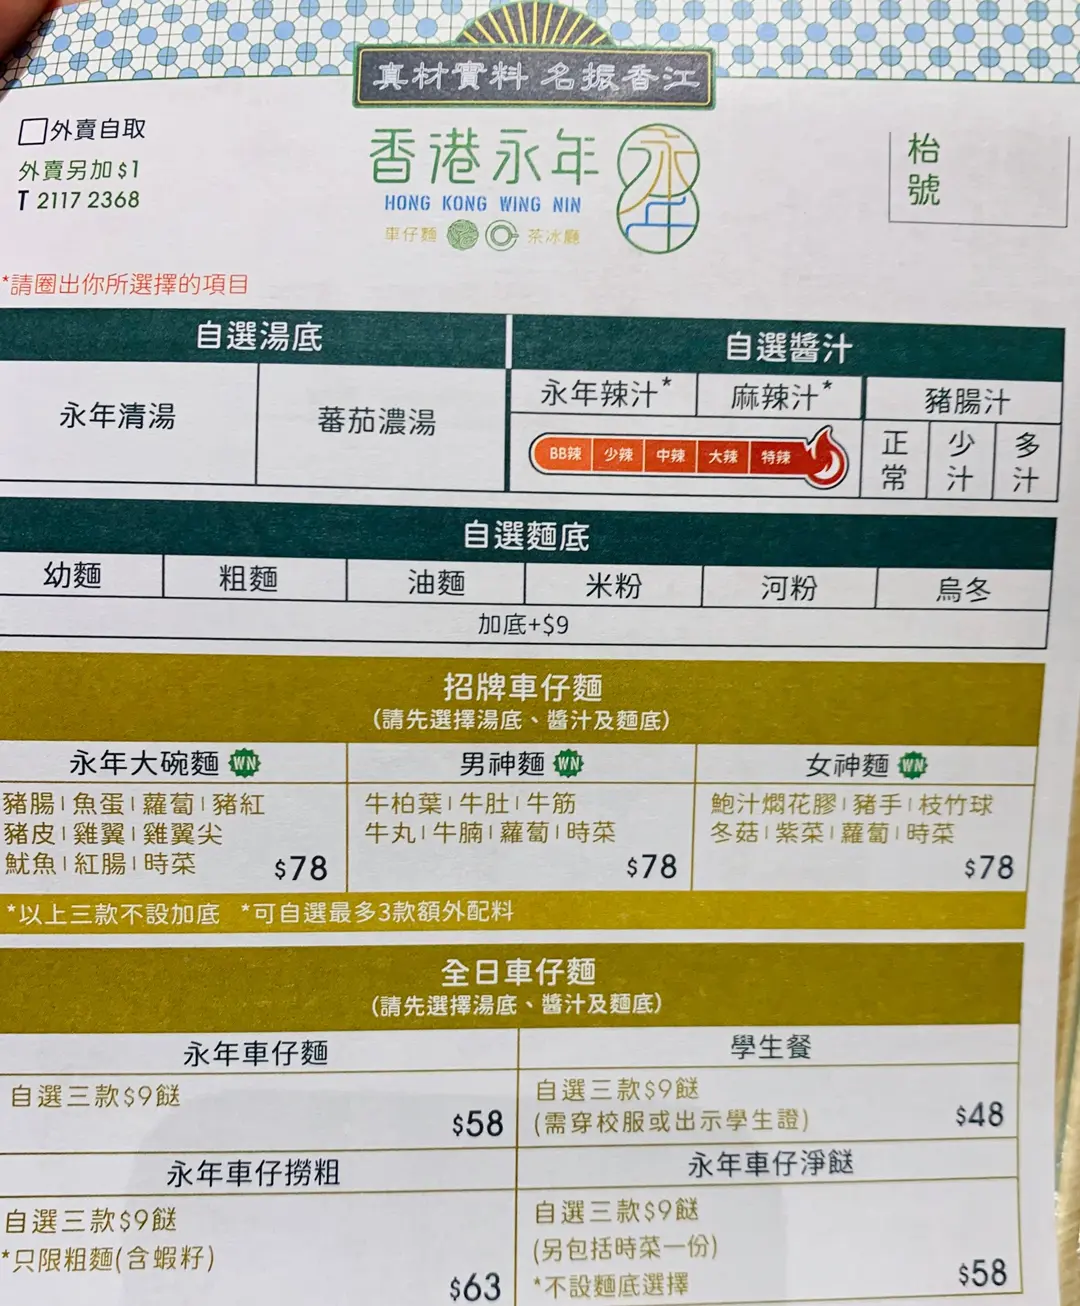 真材實料 名振香江
外賣自取
外賣另加$1
T 2117 2368
香港永年
永年
HONG KONG WING NIN
車仔麵 茶冰廳
枱號
*請圈出你所選擇的項目
自選湯底
自選醬汁
永年清湯
蕃茄濃湯
永年辣汁*
麻辣汁*
豬腸汁
BB辣 少辣 中辣 大辣 特辣
正常
少汁
多汁
自選麵底
幼麵 粗麵 油麵 米粉 河粉 烏冬
加底+$9
招牌車仔麵
(請先選擇湯底、醬汁及麵底)
永年大碗麵 WN
豬腸|魚蛋|蘿蔔|豬紅
豬皮|雞翼|雞翼尖
魷魚|紅腸|時菜
$78
男神麵 WN
牛柏葉|牛肚|牛筋
牛丸|牛腩|蘿蔔|時菜
$78
女神麵 WN
鮑汁燜花膠|豬手|枝竹球
冬菇|紫菜|蘿蔔|時菜
$78
*以上三款不設加底 *可自選最多3款額外配料
全日車仔麵
(請先選擇湯底、醬汁及麵底)
永年車仔麵
自選三款$9餸
$58
學生餐
自選三款$9餸
(需穿校服或出示學生證)
$48
永年車仔撈粗
自選三款$9餸
*只限粗麵(含蝦籽)
$63
永年車仔淨餸
自選三款$9餸
(另包括時菜一份)
*不設麵底選擇
$58